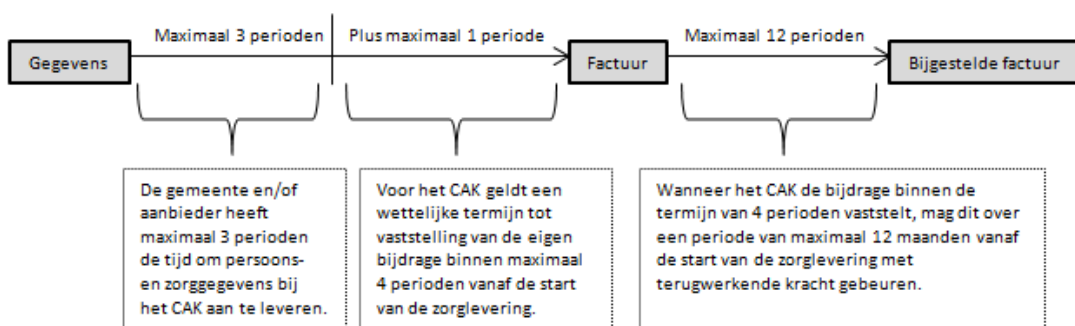 Maximaal 3 perioden
Plus maximaal 1 periode
Maximaal 12 perioden
Gegevens
Factuur
Bijgestelde factuur
De gemeente en/of
aanbieder heeft
maximaal 3 perioden
de tijd om persoons-
en zorggegevens bij
het CAK aan te leveren.
Voor het CAK geldt een
wettelijke termijn tot
vaststelling van de eigen
bijdrage binnen maximaal
4 perioden vanaf de start
van de zorglevering.
Wanneer het CAK de bijdrage binnen de
termijn van 4 perioden vaststelt, mag dit over
een periode van maximaal 12 maanden vanaf
de start van de zorglevering met
terugwerkende kracht gebeuren.